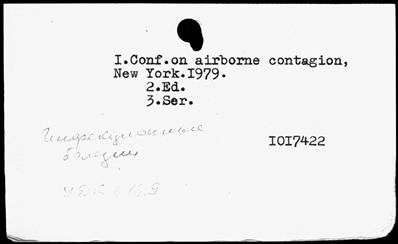 I.Conf.on airborne contagion,
New York.I979.
2.Ed.
3.Ser.
Инфекционные
IOI7422
болезни
УДК 616.9